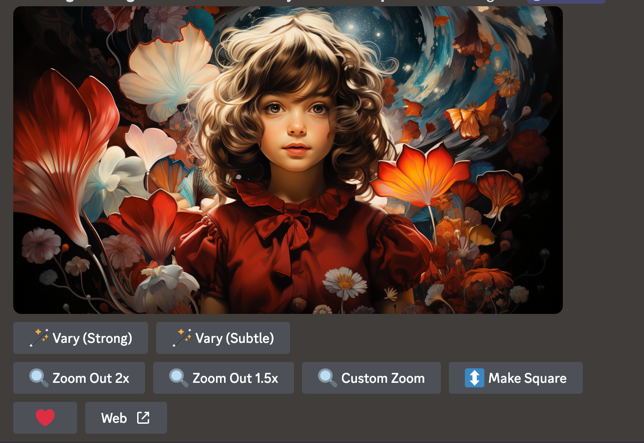 Vary (Strong) Vary (Subtle)
Zoom Out 2x Zoom Out 1.5x Custom Zoom Make Square
Web